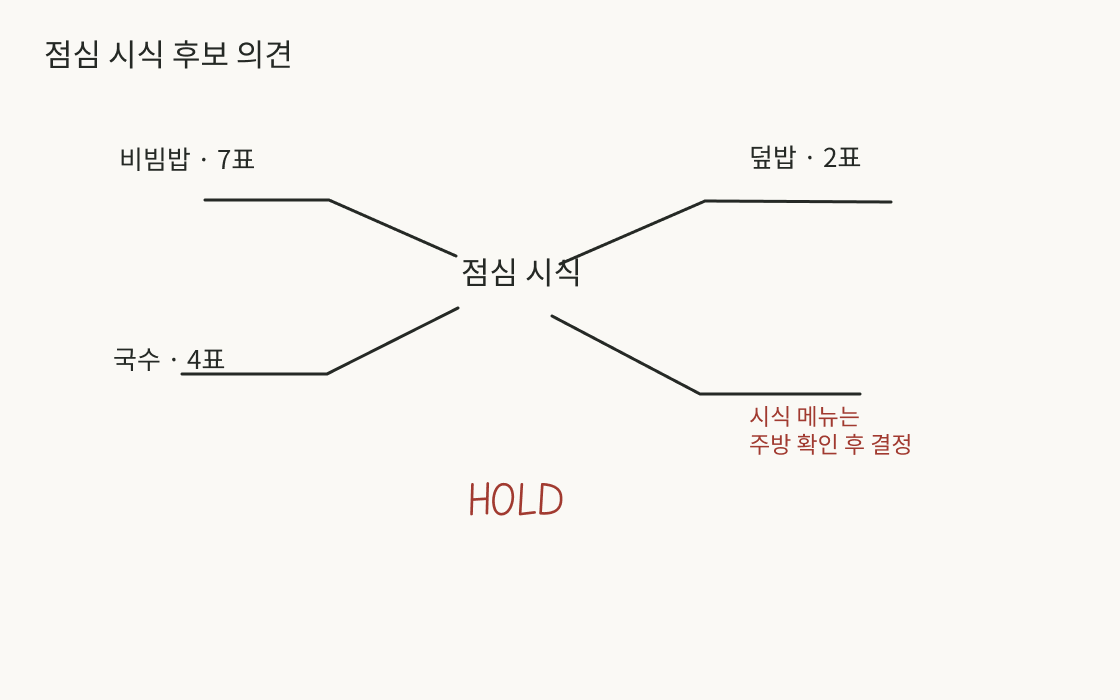 점심 시식 후보 의견
비빔밥 · 7표
덮밥 · 2표
점심 시식
국수 · 4표
시식 메뉴는
주방 확인 후 결정
HOLD